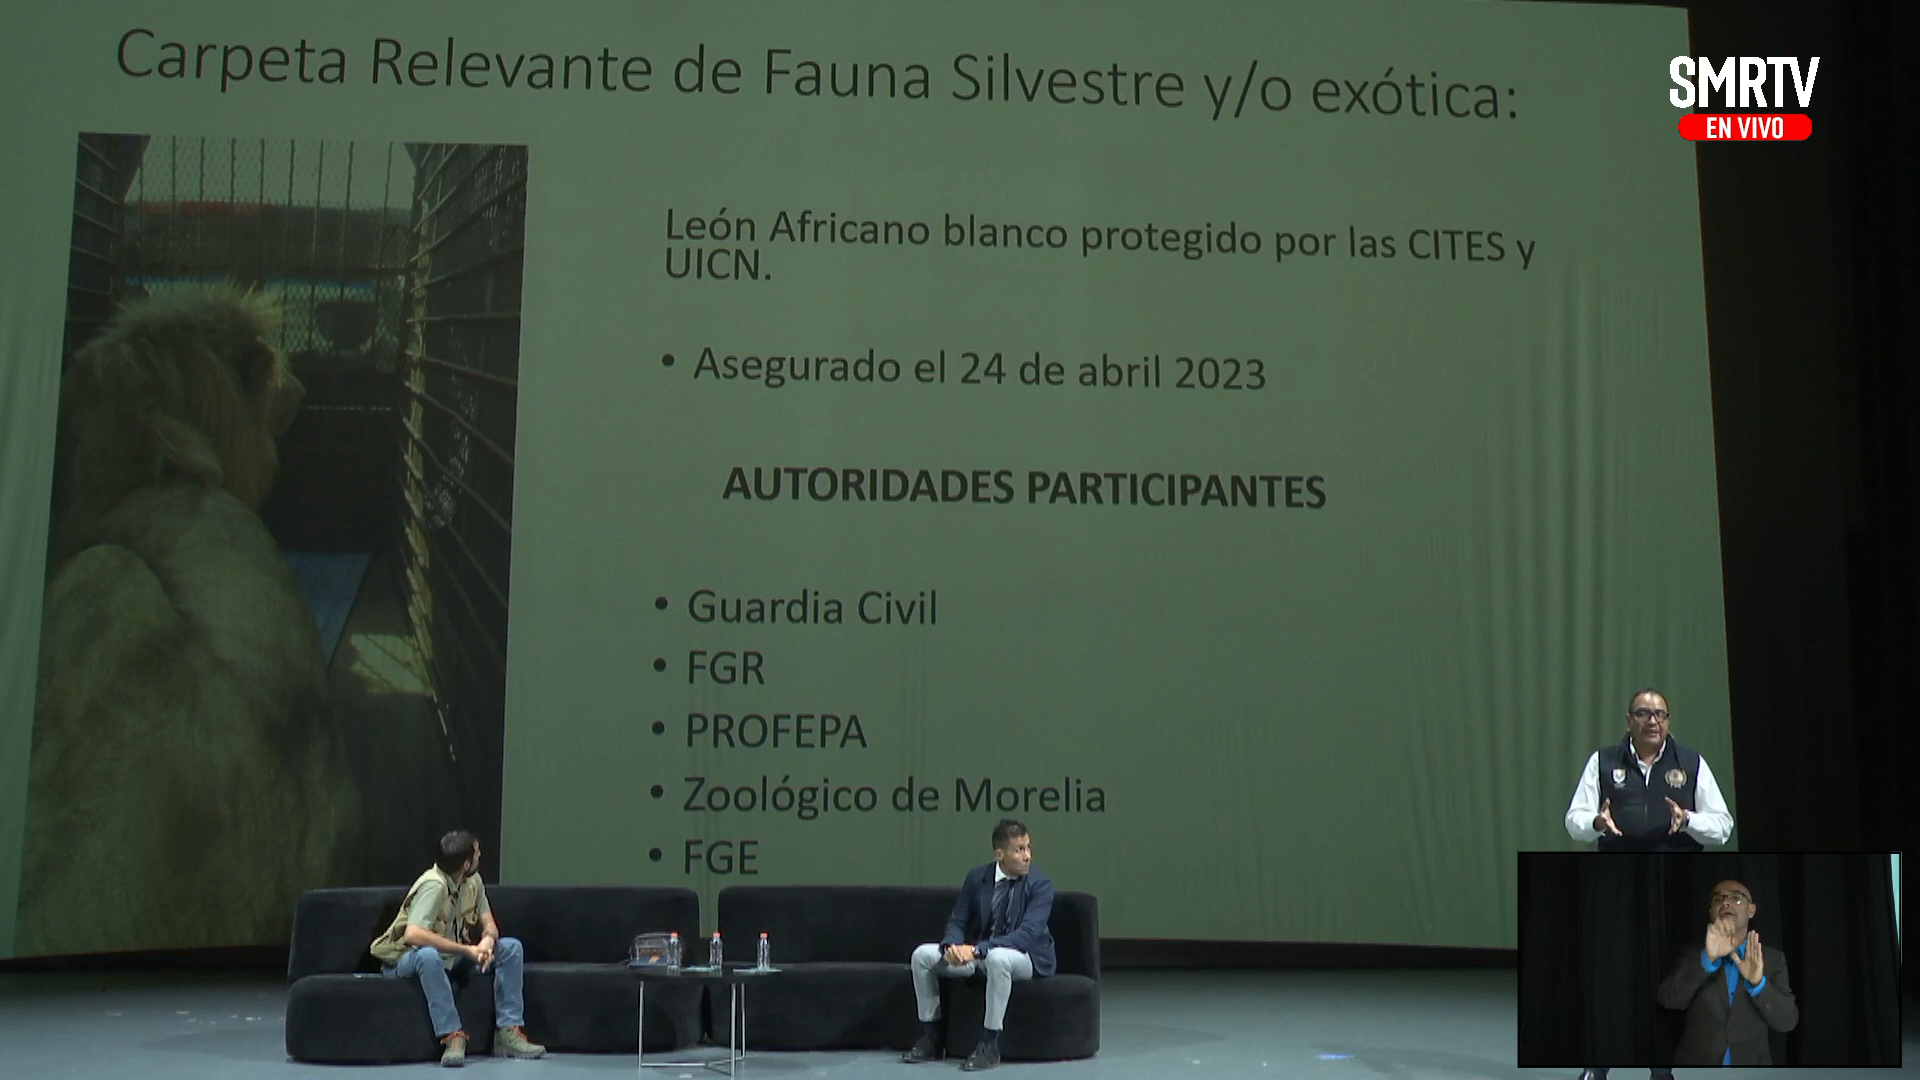 Carpeta Relevante de Fauna Silvestre y/o exótica:
SMRTV
EN VIVO
León Africano blanco protegido por las CITES y
UICN.
• Asegurado el 24 de abril 2023
AUTORIDADES PARTICIPANTES
• Guardia Civil
• FGR
• PROFEPA
• Zoológico de Morelia
• FGE